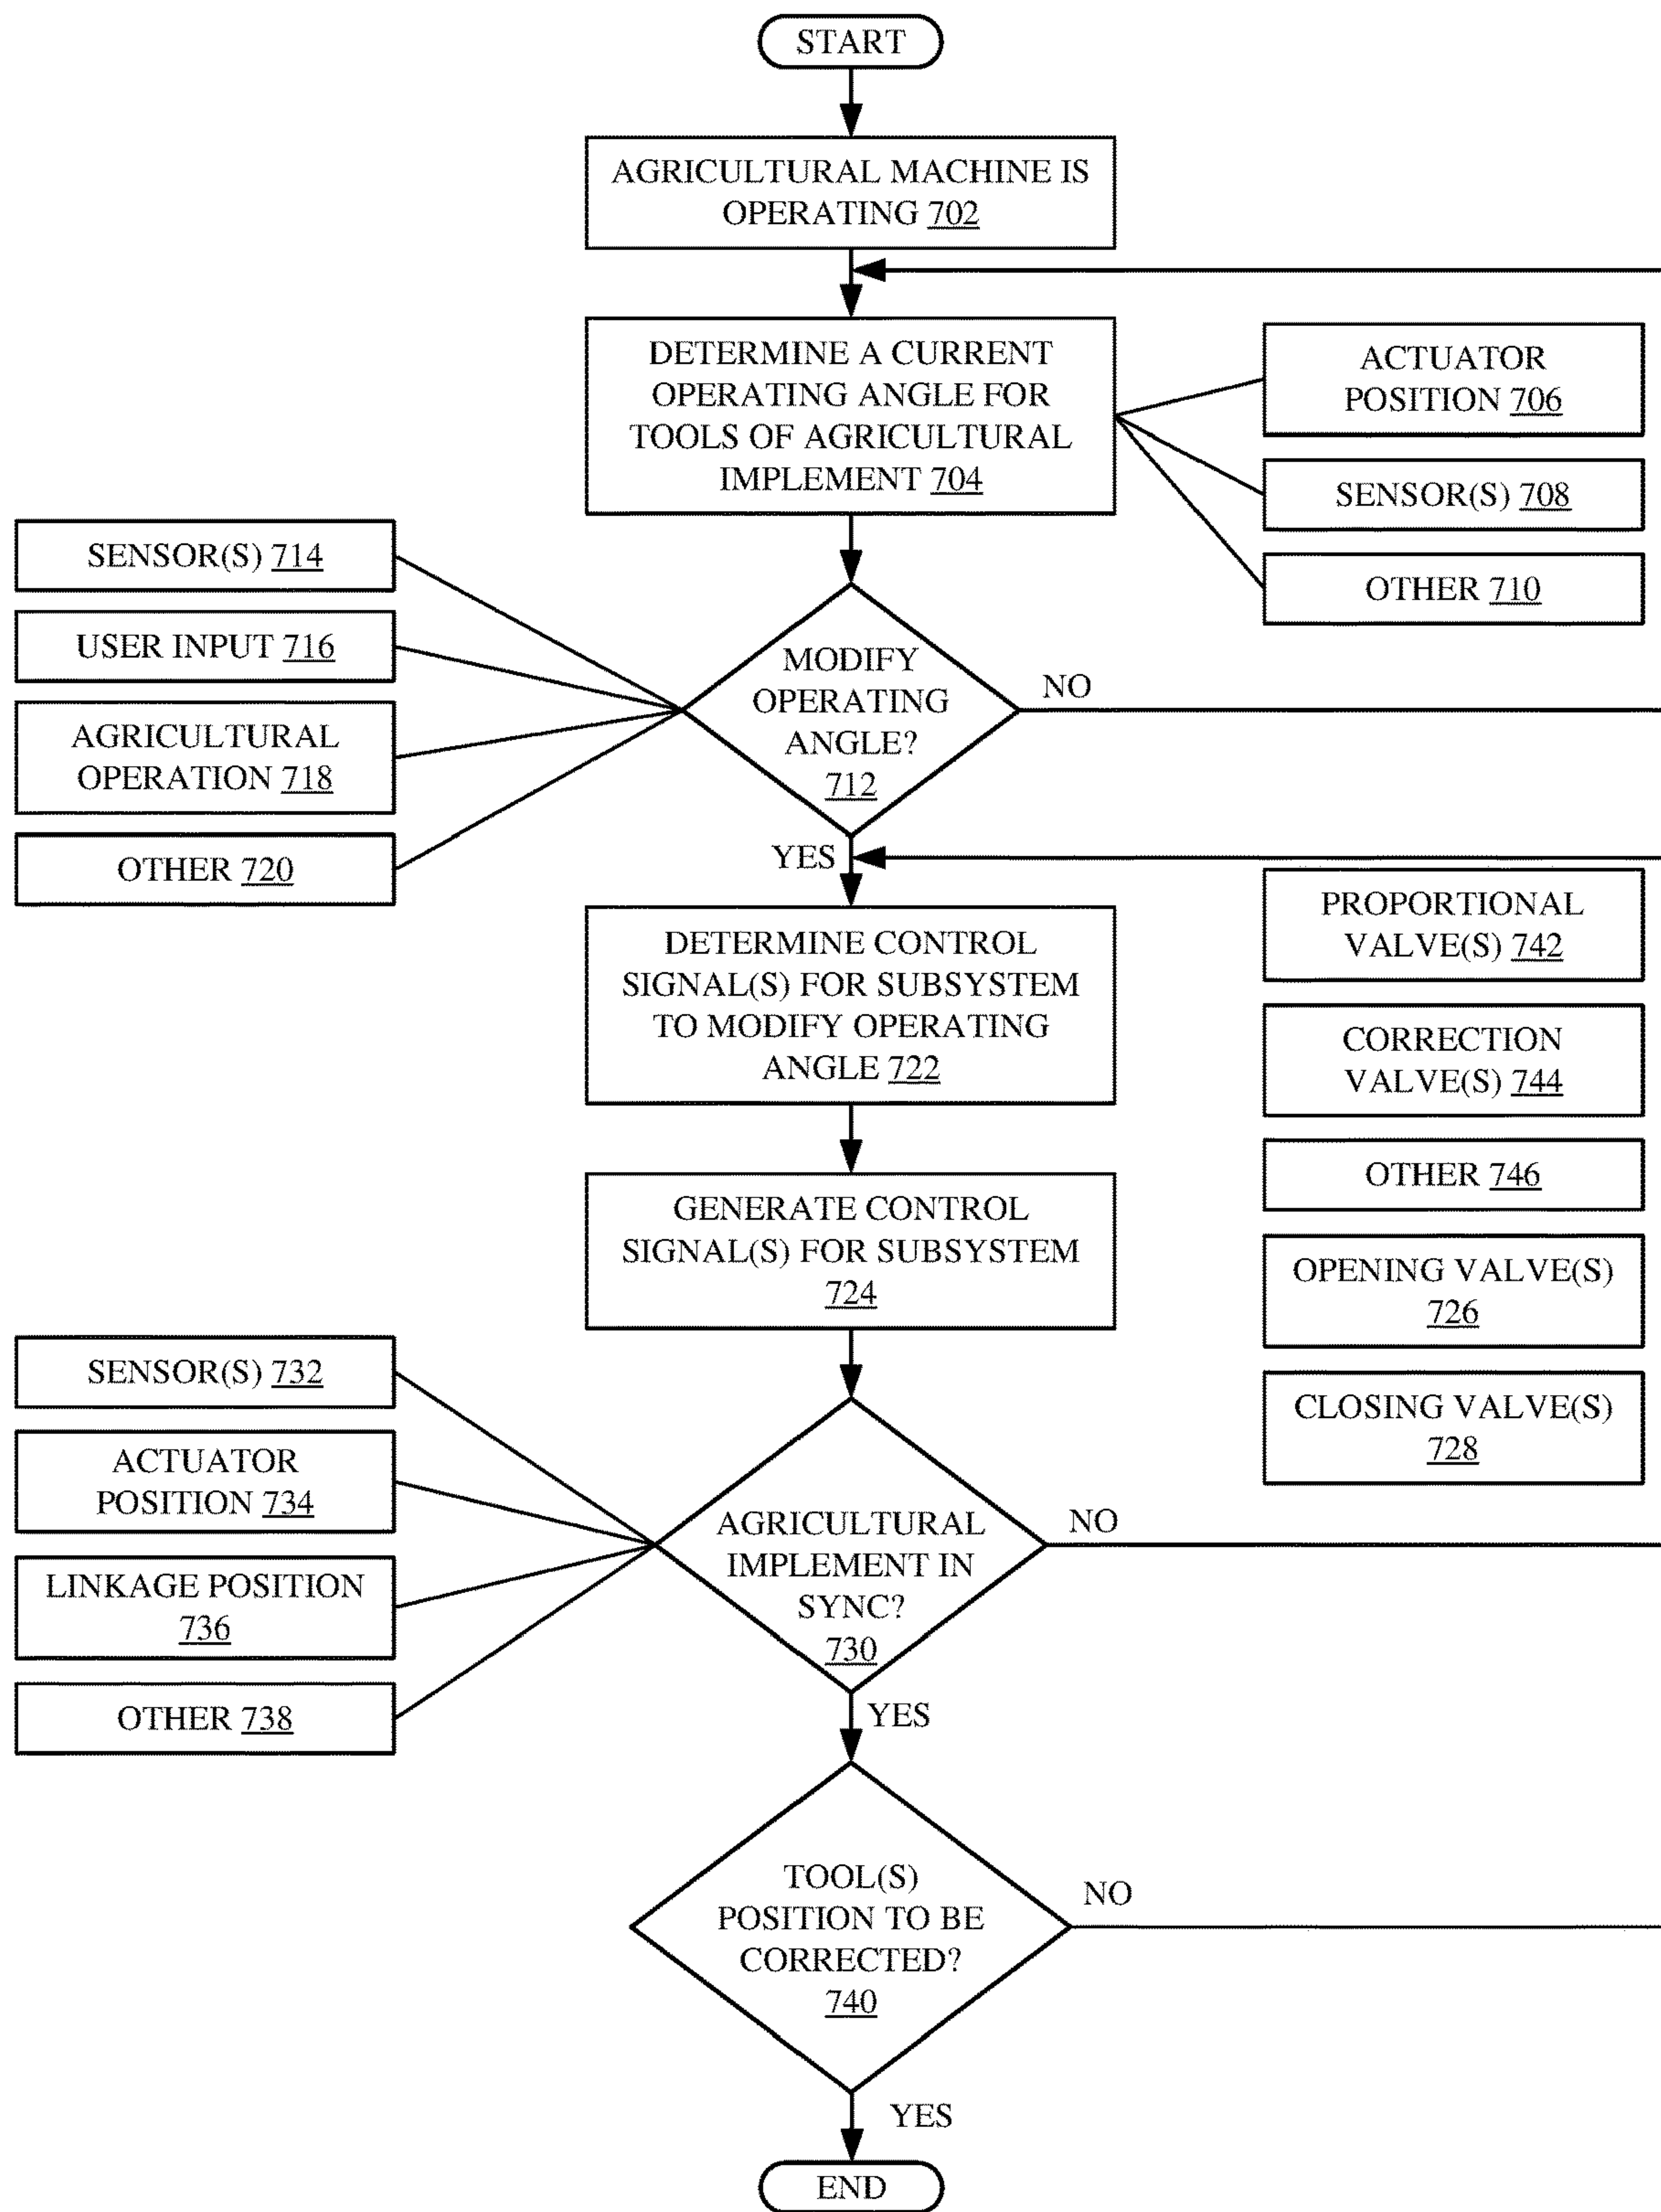 START
AGRICULTURAL MACHINE IS
OPERATING 702
DETERMINE A CURRENT
OPERATING ANGLE FOR
TOOLS OF AGRICULTURAL
IMPLEMENT 704
ACTUATOR
POSITION 706
SENSOR(S) 708
OTHER 710
SENSOR(S) 714
USER INPUT 716
AGRICULTURAL
OPERATION 718
OTHER 720
MODIFY
OPERATING
ANGLE?
712
NO
YES
DETERMINE CONTROL
SIGNAL(S) FOR SUBSYSTEM
TO MODIFY OPERATING
ANGLE 722
PROPORTIONAL
VALVE(S) 742
CORRECTION
VALVE(S) 744
OTHER 746
OPENING VALVE(S)
726
CLOSING VALVE(S)
728
GENERATE CONTROL
SIGNAL(S) FOR SUBSYSTEM
724
SENSOR(S) 732
ACTUATOR
POSITION 734
LINKAGE POSITION
736
OTHER 738
AGRICULTURAL
IMPLEMENT IN
SYNC?
730
NO
YES
TOOL(S)
POSITION TO BE
CORRECTED?
740
NO
YES
END